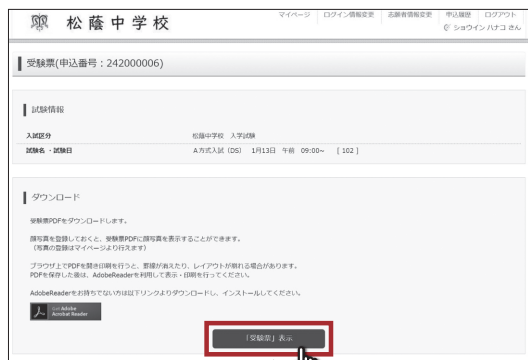 松蔭中学校
マイページ ログイン情報変更 志願者情報変更 申込履歴 ログアウト
ショウイン ハナコ さん
受験票(申込番号：242000006)
試験情報
入試区分 松蔭中学校 入学試験
試験名・試験日 A方式入試（DS） 1月13日 午前 09:00~ [ 102 ]
ダウンロード
受験票PDFをダウンロードします。
顔写真を登録しておくと、受験票PDFに顔写真を表示することができます。
（写真の登録はマイページより行えます）
ブラウザ上でPDFを開き印刷を行うと、罫線が消えたり、レイアウトが崩れる場合があります。
PDFを保存した後は、AdobeReaderを利用して表示・印刷を行ってください。
AdobeReaderをお持ちでない方は以下リンクよりダウンロードし、インストールしてください。
Get Adobe
Acrobat Reader
「受験票」表示